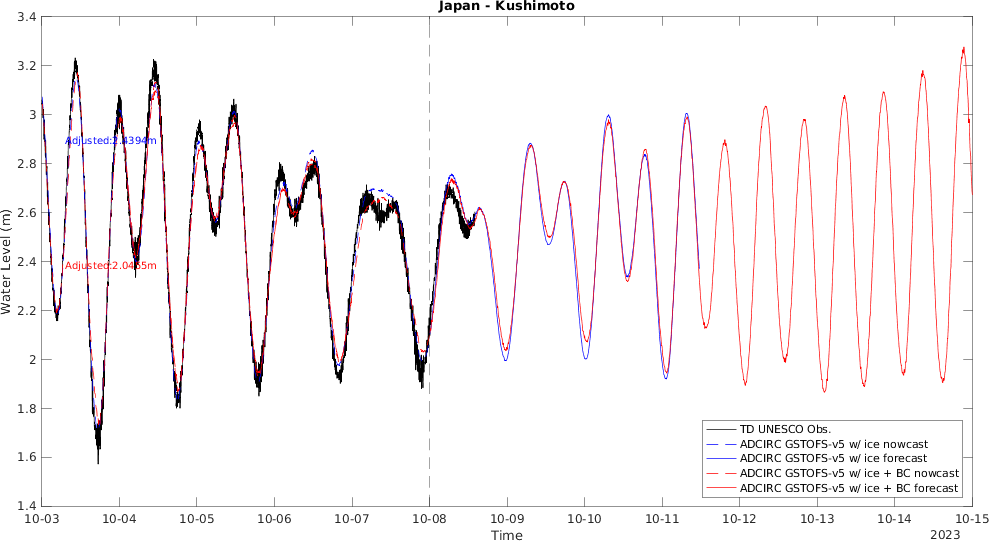 Japan - Kushimoto
3.4
3.2
3
2.8
2.6
2.4
2.2
2
1.8
1.6
1.4
Water Level (m)
Adjusted:2.0455m
TD UNESCO Obs.
ADCIRC GSTOFS-v5 w/ ice nowcast
ADCIRC GSTOFS-v5 w/ ice forecast
ADCIRC GSTOFS-v5 w/ ice + BC nowcast
ADCIRC GSTOFS-v5 w/ ice + BC forecast
10-03 10-04 10-05 10-06 10-07 10-08 10-09 10-10 10-11 10-12 10-13 10-14 10-15
Time
2023